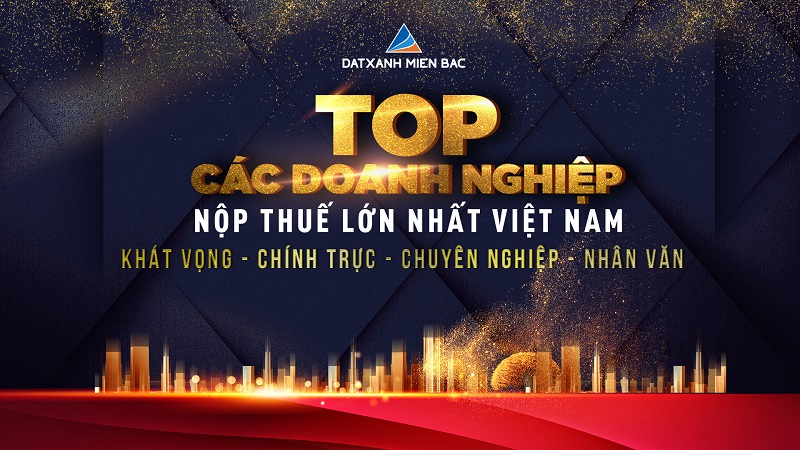 DATXANH MIEN BAC
TOP
CÁC DOANH NGHIỆP
NỘP THUẾ LỚN NHẤT VIỆT NAM
KHÁT VỌNG - CHÍNH TRỰC - CHUYÊN NGHIỆP - NHÂN VĂN